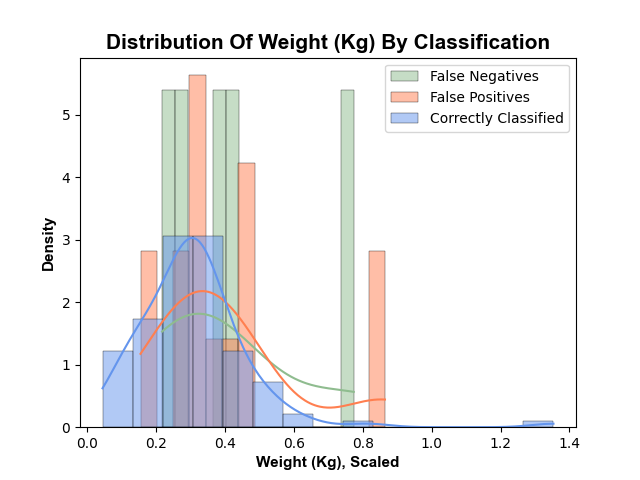 Distribution Of Weight (Kg) By Classification
False Negatives
False Positives
Correctly Classified
Density
5
4
3
2
1
0
0.0 0.2 0.4 0.6 0.8 1.0 1.2 1.4
Weight (Kg), Scaled